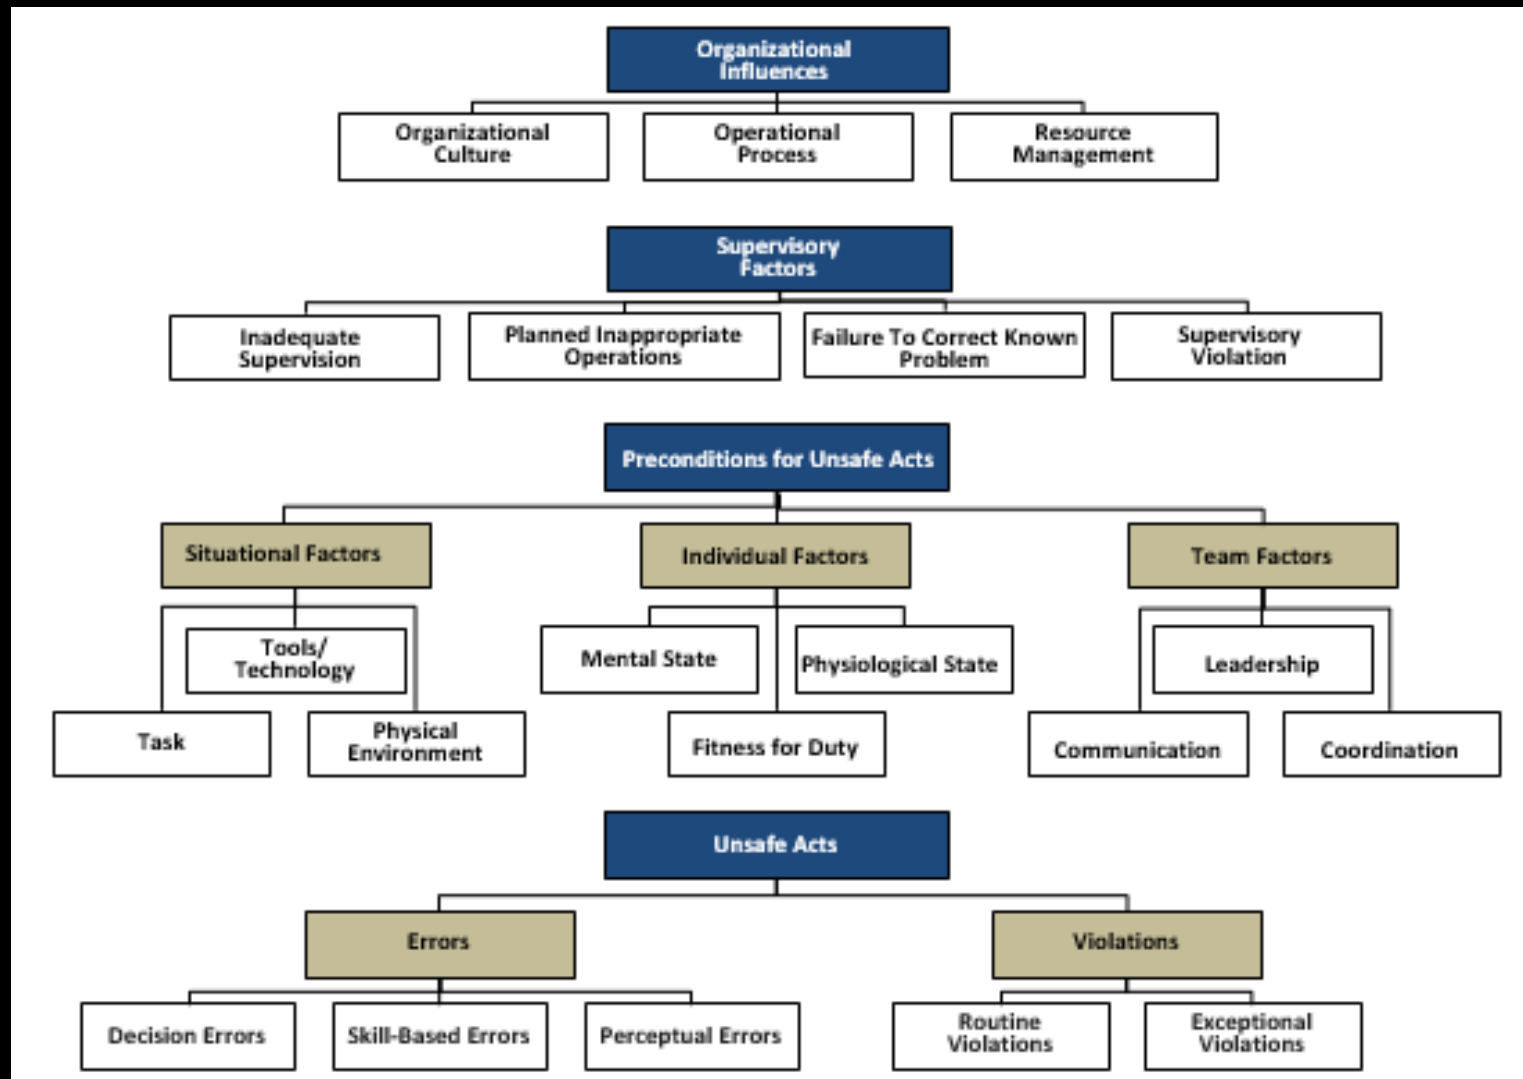 Organizational
Influences
Organizational
Culture
Operational
Process
Resource
Management
Supervisory
Factors
Inadequate
Supervision
Planned Inappropriate
Operations
Failure To Correct Known
Problem
Supervisory
Violation
Preconditions for Unsafe Acts
Situational Factors
Individual Factors
Team Factors
Tools/
Technology
Mental State
Physiological State
Leadership
Task
Physical
Environment
Fitness for Duty
Communication
Coordination
Unsafe Acts
Errors
Violations
Decision Errors
Skill-Based Errors
Perceptual Errors
Routine
Violations
Exceptional
Violations